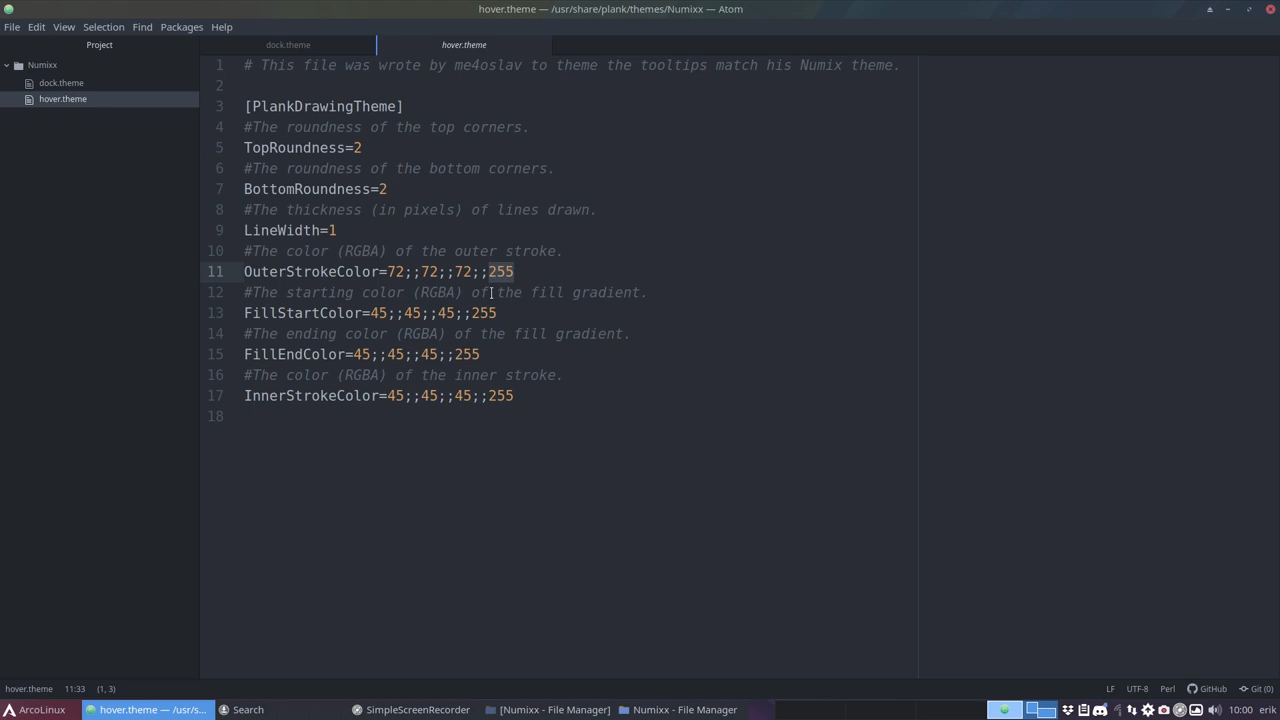 hover.theme — /usr/share/plank/themes/Numixx — Atom
File Edit View Selection Find Packages Help
Project
Numixx
dock.theme
hover.theme
dock.theme hover.theme
1 # This file was wrote by me4oslav to theme the tooltips match his Numix theme.
2
3 [PlankDrawingTheme]
4 #The roundness of the top corners.
5 TopRoundness=2
6 #The roundness of the bottom corners.
7 BottomRoundness=2
8 #The thickness (in pixels) of lines drawn.
9 LineWidth=1
10 #The color (RGBA) of the outer stroke.
11 OuterStrokeColor=72;;72;;72;;255
12 #The starting color (RGBA) of the fill gradient.
13 FillStartColor=45;;45;;45;;255
14 #The ending color (RGBA) of the fill gradient.
15 FillEndColor=45;;45;;45;;255
16 #The color (RGBA) of the inner stroke.
17 InnerStrokeColor=45;;45;;45;;255
18
hover.theme 11:33 (1, 3) LF UTF-8 Perl GitHub Git (0)
ArcoLinux hover.theme — /usr/s... Search SimpleScreenRecorder [Numixx - File Manager] Numixx - File Manager 10:00 erik